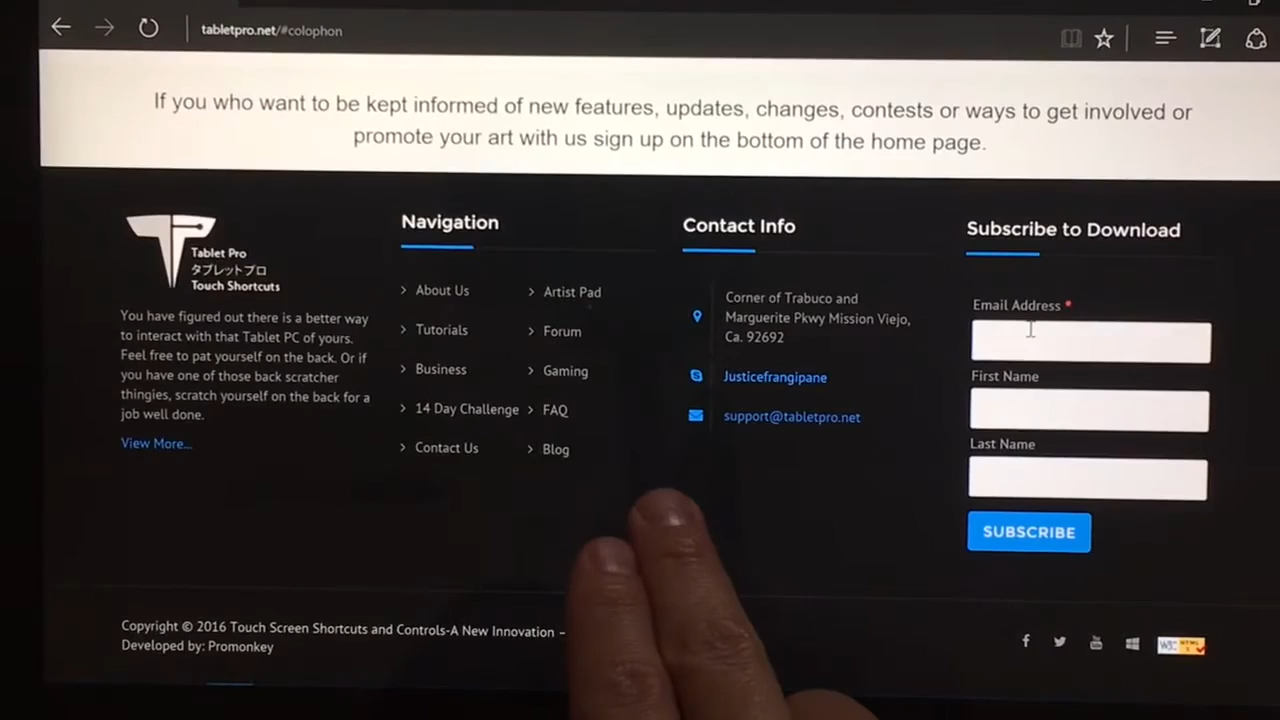 tabletpro.net/#colophon
If you who want to be kept informed of new features, updates, changes, contests or ways to get involved or
promote your art with us sign up on the bottom of the home page.
Tablet Pro
タブレットプロ
Touch Shortcuts
You have figured out there is a better way
to interact with that Tablet PC of yours.
Feel free to pat yourself on the back. Or if
you have one of those back scratcher
thingies, scratch yourself on the back for a
job well done.
View More...
Navigation
About Us
Artist Pad
Tutorials
Forum
Business
Gaming
14 Day Challenge
FAQ
Contact Us
Blog
Contact Info
Corner of Trabuco and
Marguerite Pkwy Mission Viejo,
Ca. 92692
Justicefrangipane
support@tabletpro.net
Subscribe to Download
Email Address *
First Name
Last Name
SUBSCRIBE
Copyright © 2016 Touch Screen Shortcuts and Controls-A New Innovation –
Developed by: Promonkey
W3C HTML